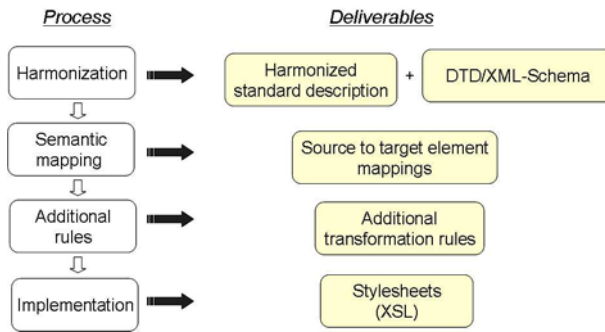 Process
Deliverables
Harmonization
Harmonized
standard description
+
DTD/XML-Schema
Semantic
mapping
Source to target element
mappings
Additional
rules
Additional
transformation rules
Implementation
Stylesheets
(XSL)